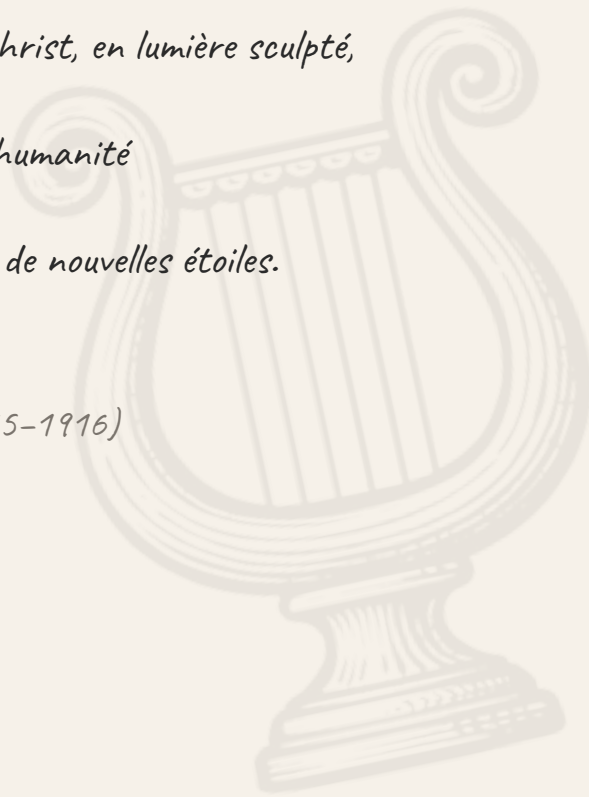 hrist, en lumière sculpté,
humanité
de nouvelles étoiles.
5–1916)